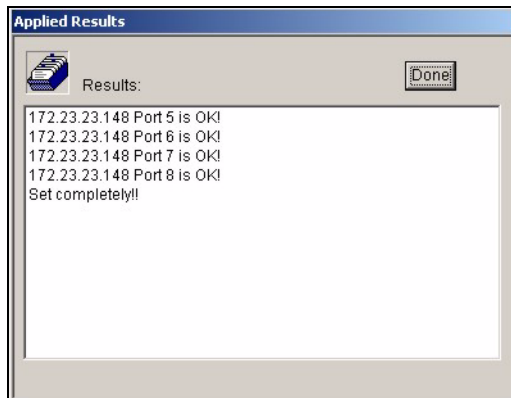 Applied Results
Results:
Done
172.23.23.148 Port 5 is OK!
172.23.23.148 Port 6 is OK!
172.23.23.148 Port 7 is OK!
172.23.23.148 Port 8 is OK!
Set completely!!